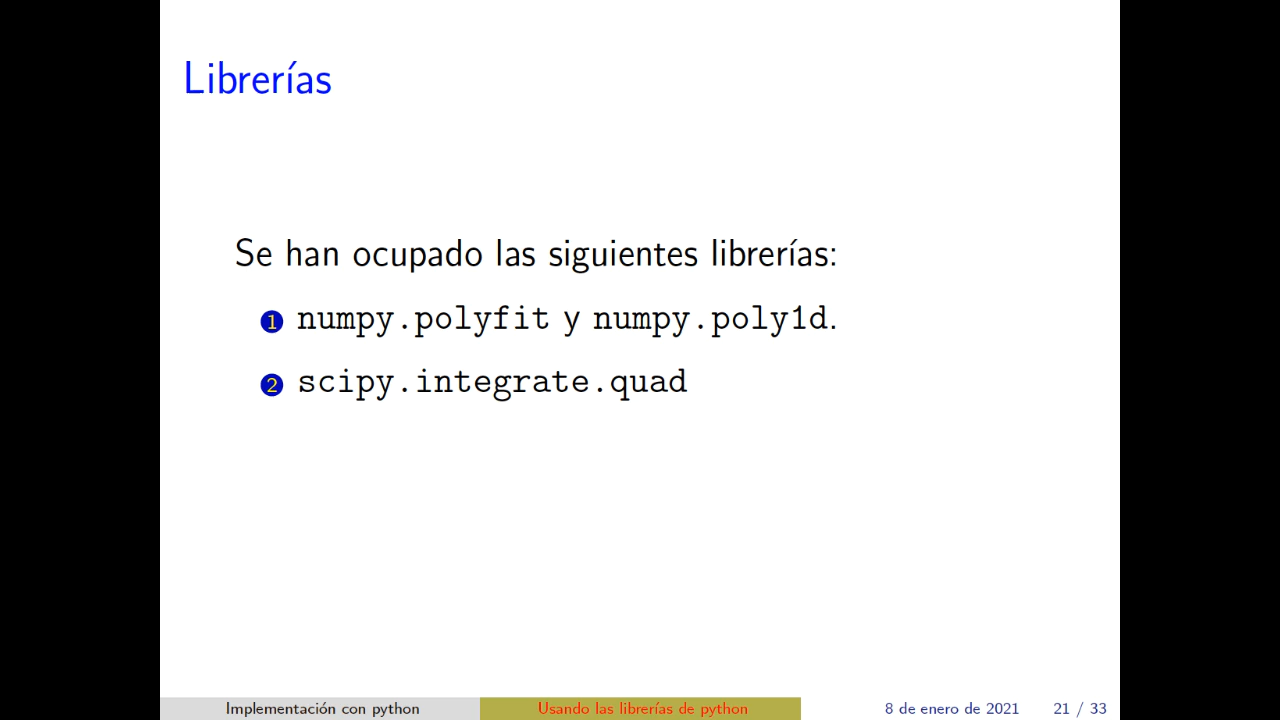 Librerías
Se han ocupado las siguientes librerías:
1 numpy.polyfit y numpy.poly1d.
2 scipy.integrate.quad
Implementación con python Usando las librerías de python 8 de enero de 2021 21 / 33